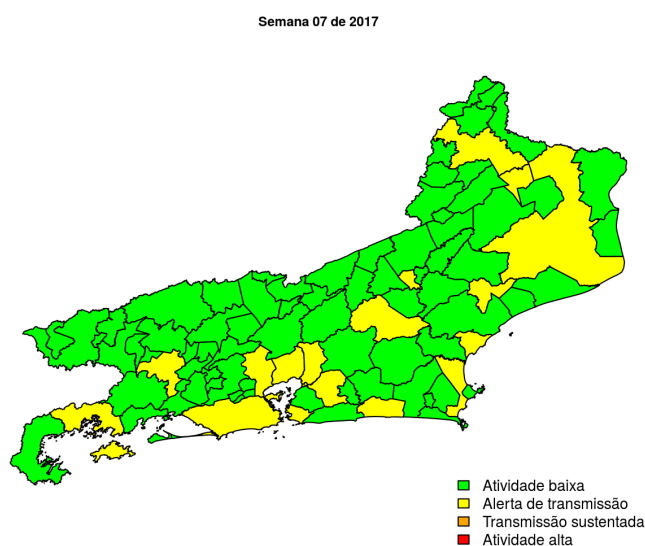 Semana 07 de 2017
Atividade baixa
Alerta de transmissão
Transmissão sustentada
Atividade alta